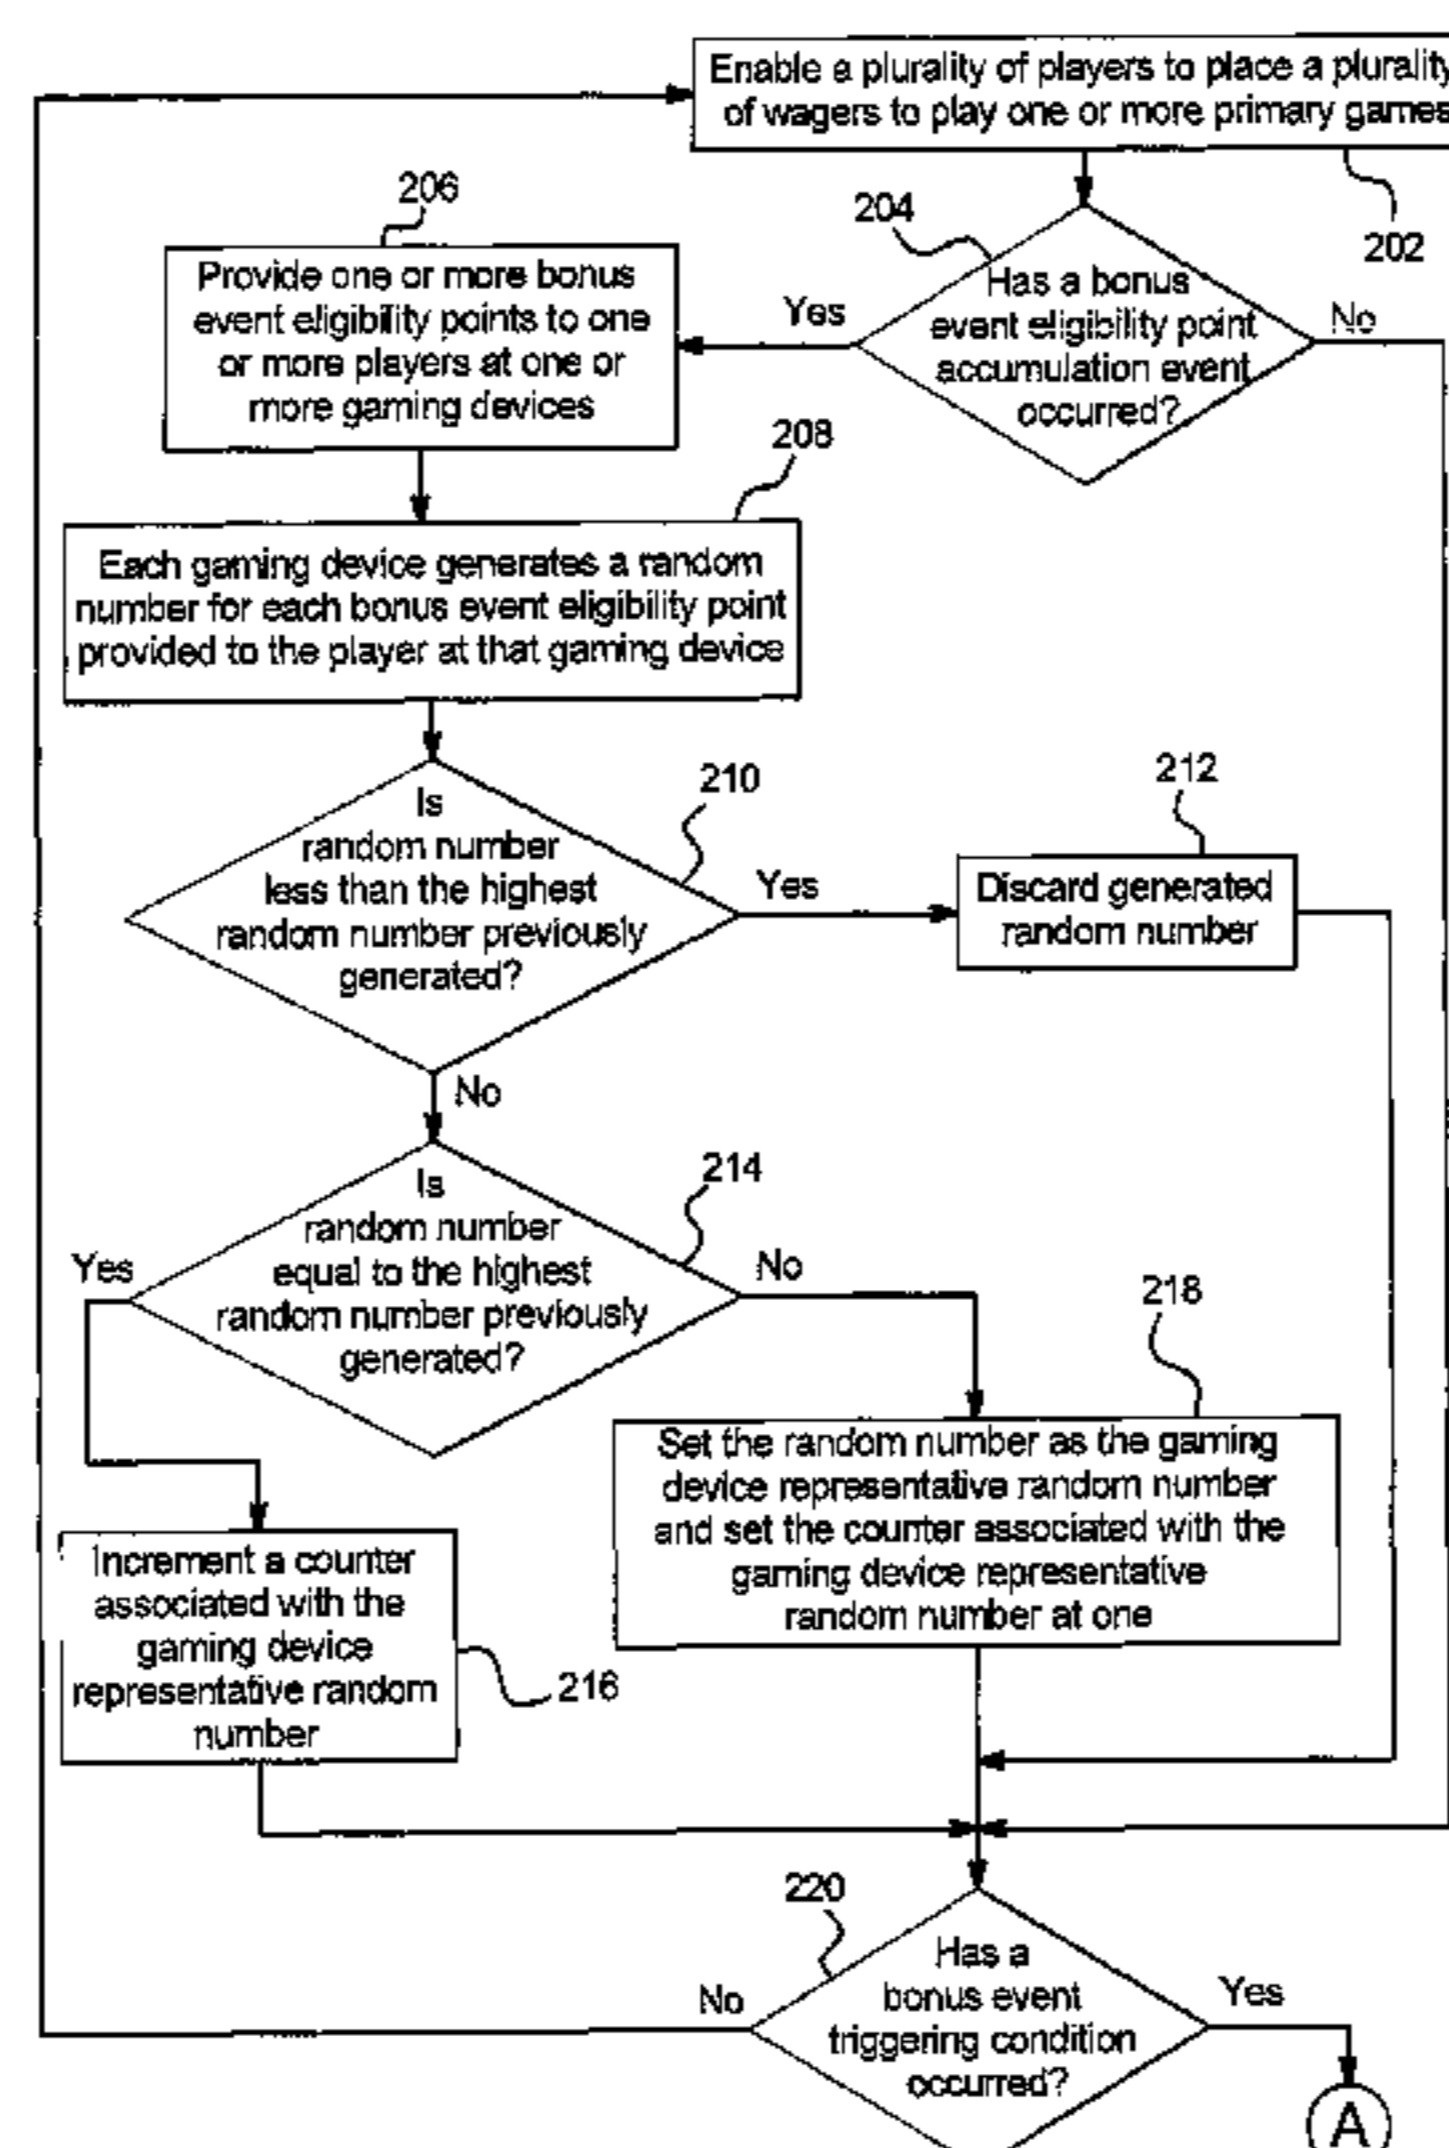 Enable a plurality of players to place a plurality
of wagers to play one or more primary games
202
204
206
Has a bonus
event eligibility point
accumulation event
occurred?
Yes
No
Provide one or more bonus
event eligibility points to one
or more players at one or
more gaming devices
208
Each gaming device generates a random
number for each bonus event eligibility point
provided to the player at that gaming device
210
Is
random number
less than the highest
random number previously
generated?
Yes
No
212
Discard generated
random number
214
Is
random number
equal to the highest
random number previously
generated?
Yes
No
218
Set the random number as the gaming
device representative random number
and set the counter associated with the
gaming device representative
random number at one
Increment a counter
associated with the
gaming device
representative random
number
216
220
Has a
bonus event
triggering condition
occurred?
No
Yes
A